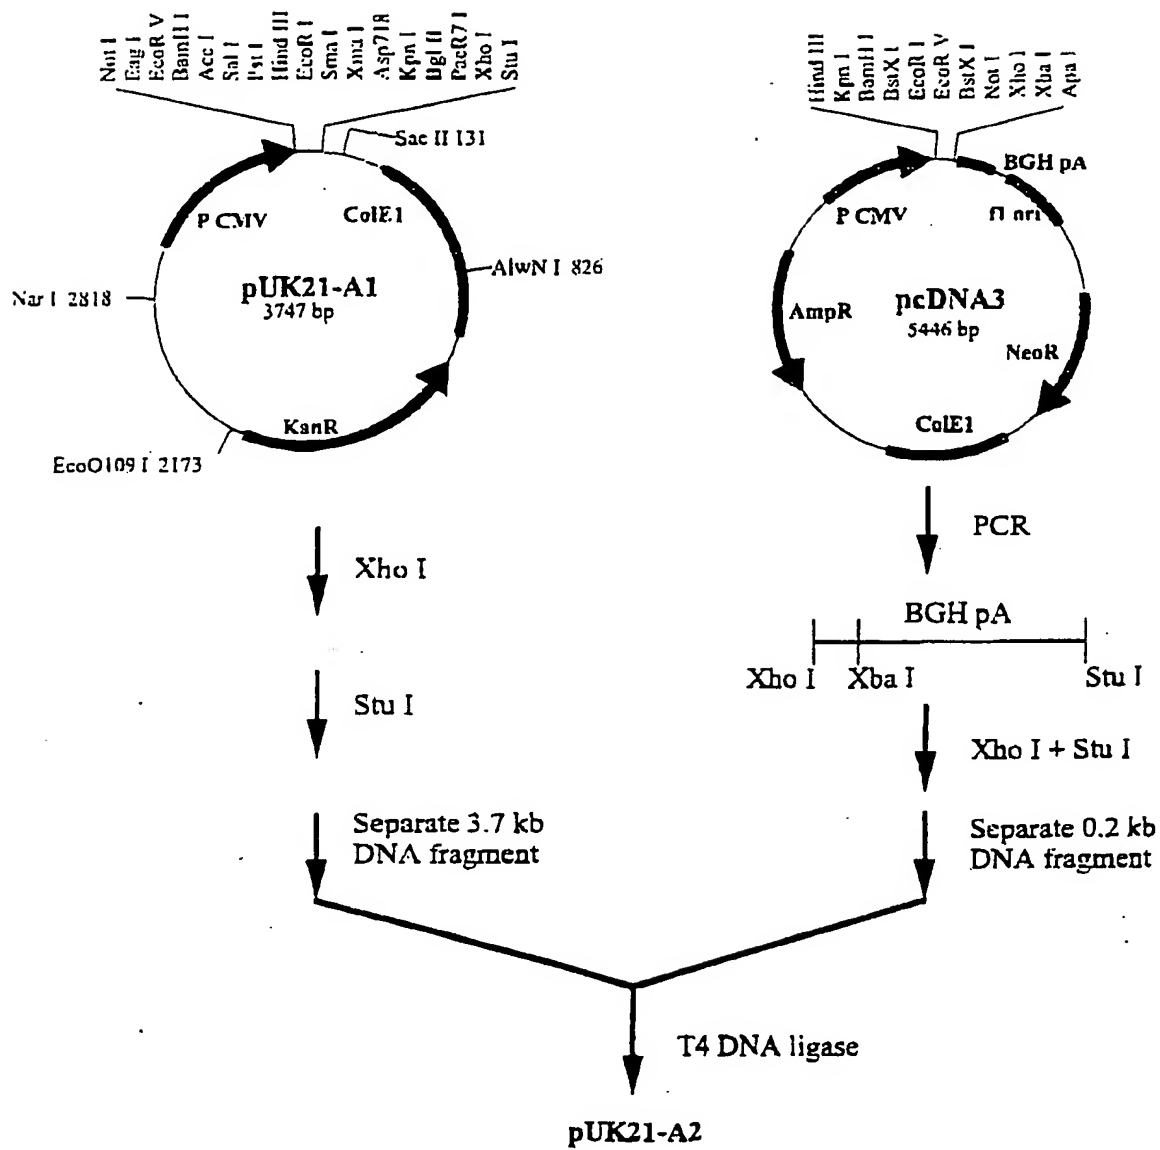 Not I
Eag I
EcoR V
BamH I
Acc I
Sal I
Pst I
Hind III
EcoR I
Sma I
Xma I
Asp718
Kpn I
Bgl II
PacR7 I
Xho I
Stu I
Hind III
Kpn I
BamH I
BstX I
EcoR I
EcoR V
BstX I
Not I
Xho I
Xba I
Apa I
Sac II 131
P CMV
ColE1
AlwN I 826
pUK21-A1
3747 bp
Nar I 2818
KanR
EcoO109 I 2173
BGH pA
P CMV
f1 ori
AmpR
pcDNA3
5446 bp
NeoR
ColE1
Xho I
Stu I
Separate 3.7 kb
DNA fragment
PCR
BGH pA
Xho I
Xba I
Stu I
Xho I + Stu I
Separate 0.2 kb
DNA fragment
T4 DNA ligase
pUK21-A2